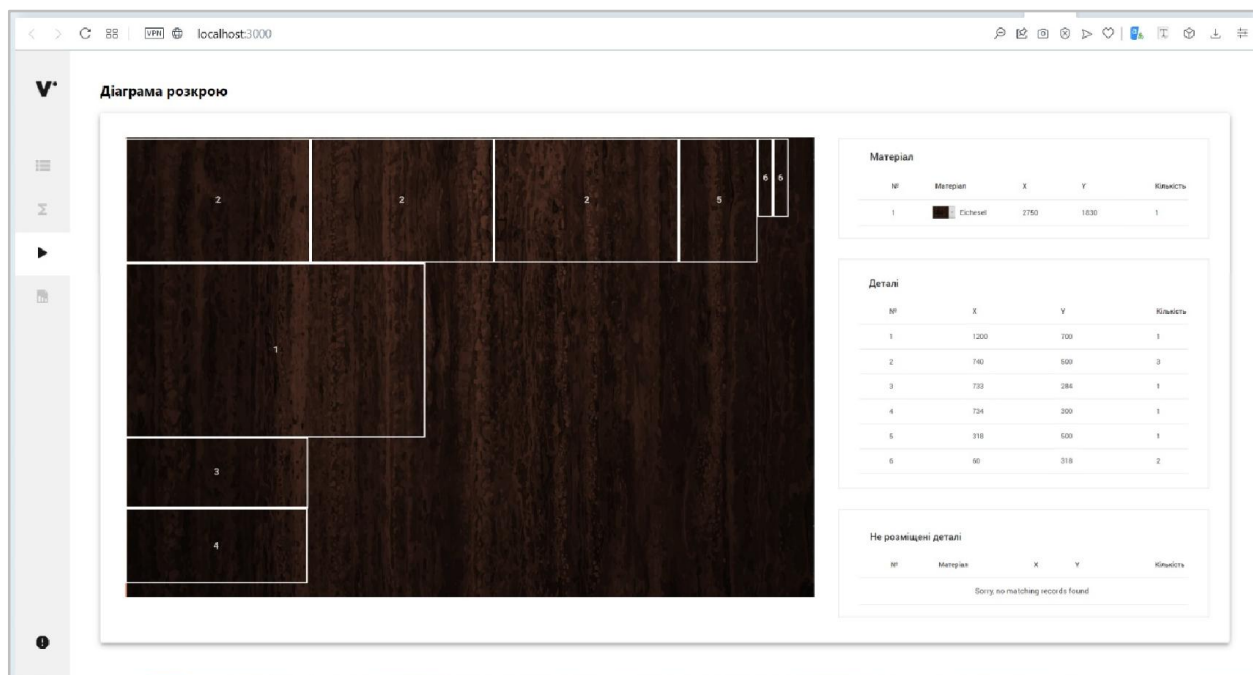 VPN localhost:3000
V
Діаграма розкрою
2 2 2 5 6 6
1
3
4
Матеріал
№ Матеріал X Y Кількість
1 Eichesel 2750 1830 1
Деталі
№ X Y Кількість
1 1200 700 1
2 740 500 3
3 733 284 1
4 734 300 1
5 318 500 1
6 60 318 2
Не розміщені деталі
№ Матеріал X Y Кількість
Sorry, no matching records found